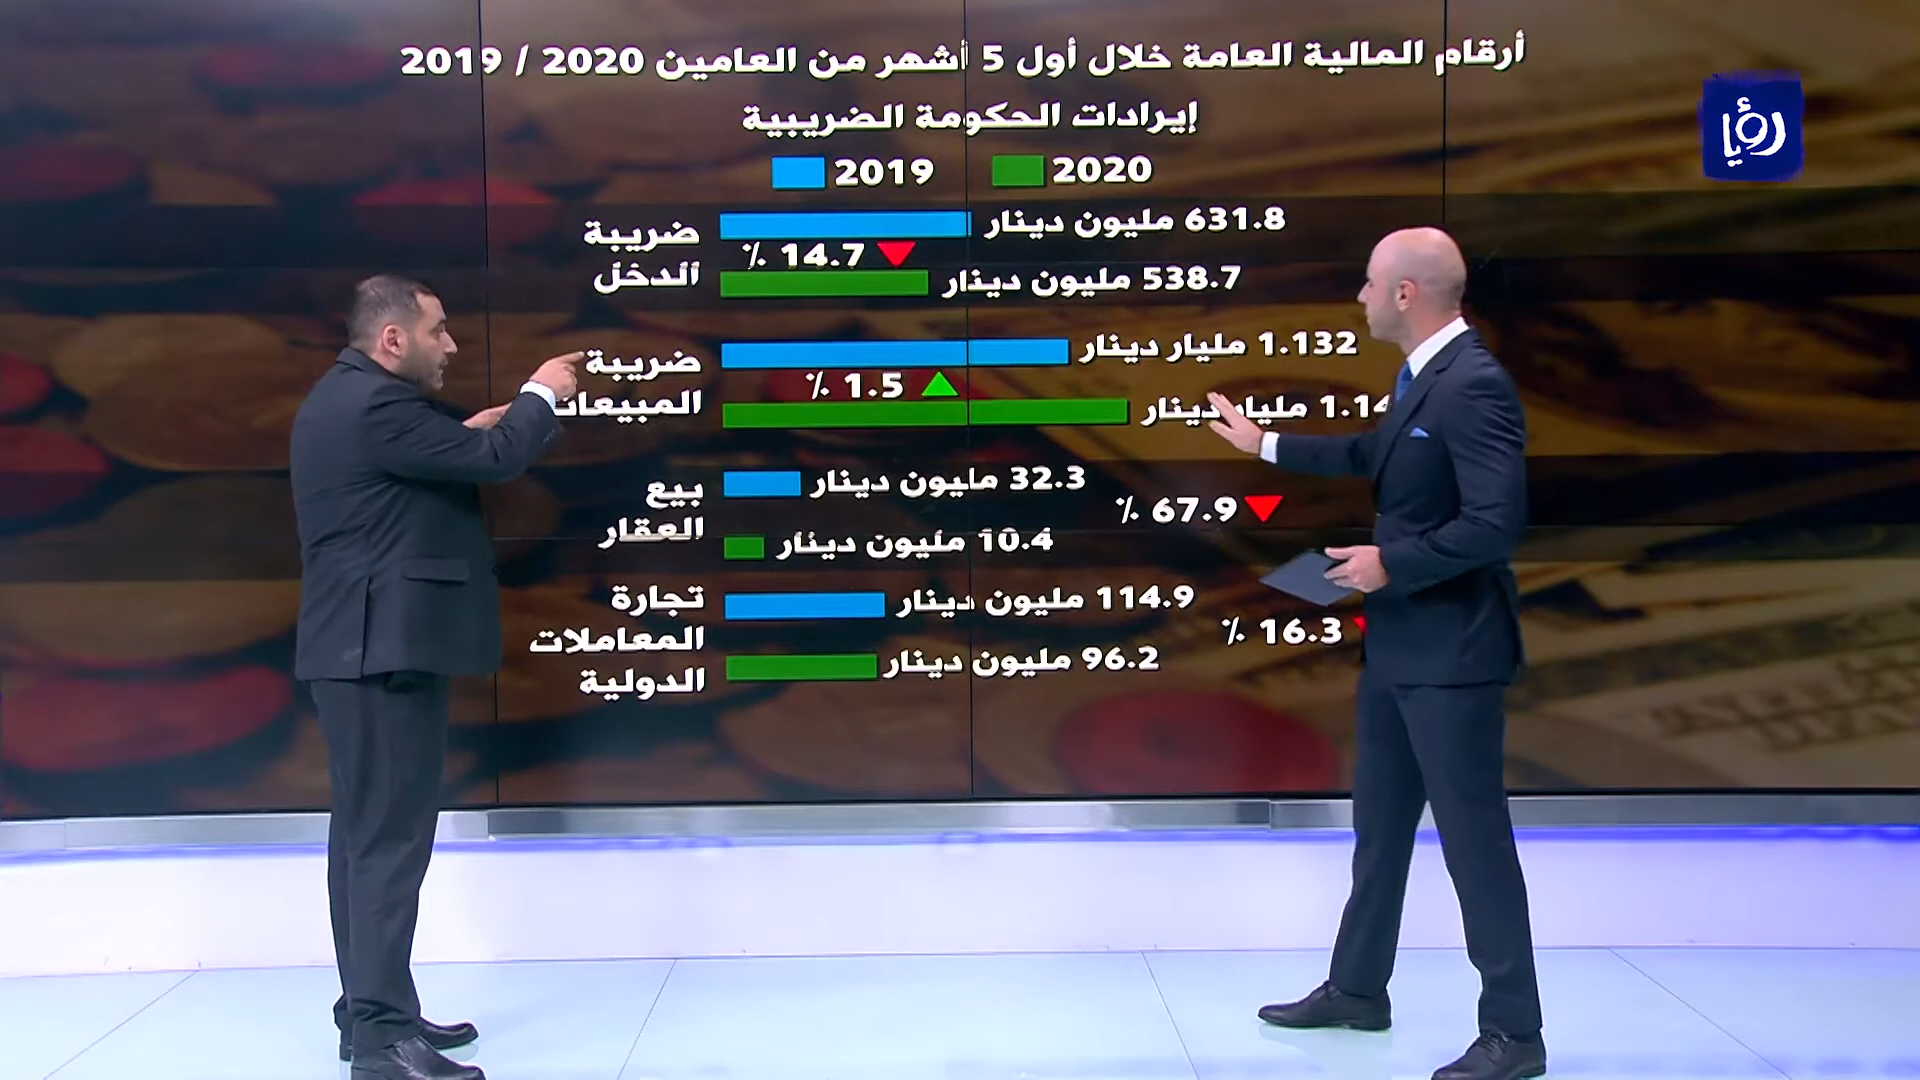 أرقام المالية العامة خلال أول 5 أشهر من العامين 2020 / 2019
إيرادات الحكومة الضريبية
2019
2020
رؤيا
ضريبة
الدخل
631.8 مليون دينار
14.7 ٪
538.7 مليون دينار
ضريبة
المبيعات
1.132 مليار دينار
1.5 ٪
مليار دينار
بيع
العقار
32.3 مليون دينار
67.9 ٪
10.4 مليون دينار
تجارة
المعاملات
الدولية
114.9 مليون دينار
16.3 ٪
96.2 مليون دينار